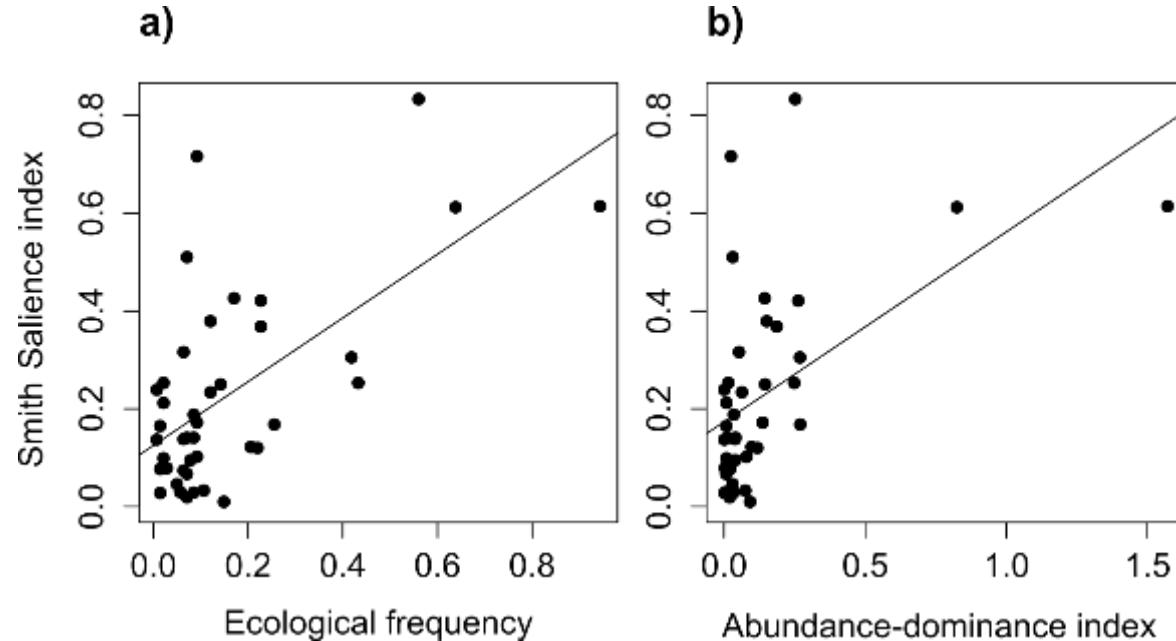 a)
b)
Smith Salience index
0.8
0.6
0.4
0.2
0.0
0.0 0.2 0.4 0.6 0.8
Ecological frequency
0.8
0.6
0.4
0.2
0.0
0.0 0.5 1.0 1.5
Abundance-dominance index